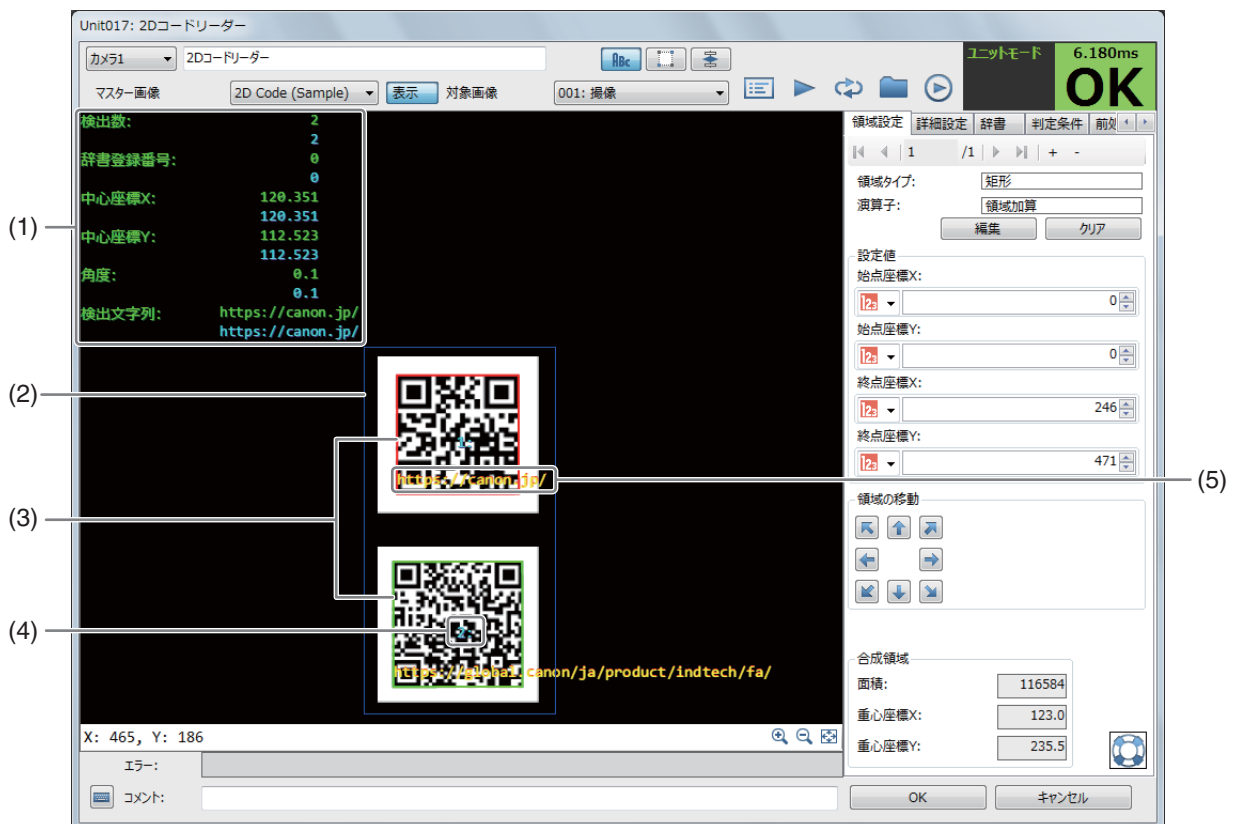 Unit017: 2Dコードリーダー
カメラ1 2Dコードリーダー ABc ユニットモード 6.180ms
マスター画像 2D Code (Sample) 表示 対象画像 001: 撮像 OK
検出数: 2
2
辞書登録番号: 0
0
中心座標X: 120.351
120.351
中心座標Y: 112.523
112.523
角度: 0.1
0.1
検出文字列: https://canon.jp/
https://canon.jp/
(1)
(2)
(3)
(4)
(5)
1
https://canon.jp/
2
https://global.canon/ja/product/indtech/fa/
領域設定 詳細設定 辞書 判定条件 前処
1 /1 + -
領域タイプ: 矩形
演算子: 領域加算
編集 クリア
設定値
始点座標X:
123 0
始点座標Y:
123 0
終点座標X:
123 246
終点座標Y:
123 471
領域の移動
合成領域
面積: 116584
重心座標X: 123.0
重心座標Y: 235.5
X: 465, Y: 186
エラー:
コメント:
OK キャンセル